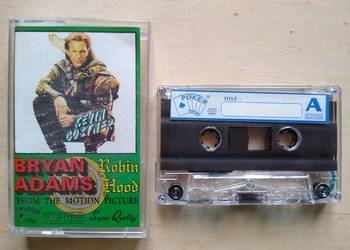 KEVIN
COSTNER
BRYAN
ADAMS
Robin
Hood
FROM THE MOTION PICTURE
STEREO
Super Quality
POKER
TITLE :
A